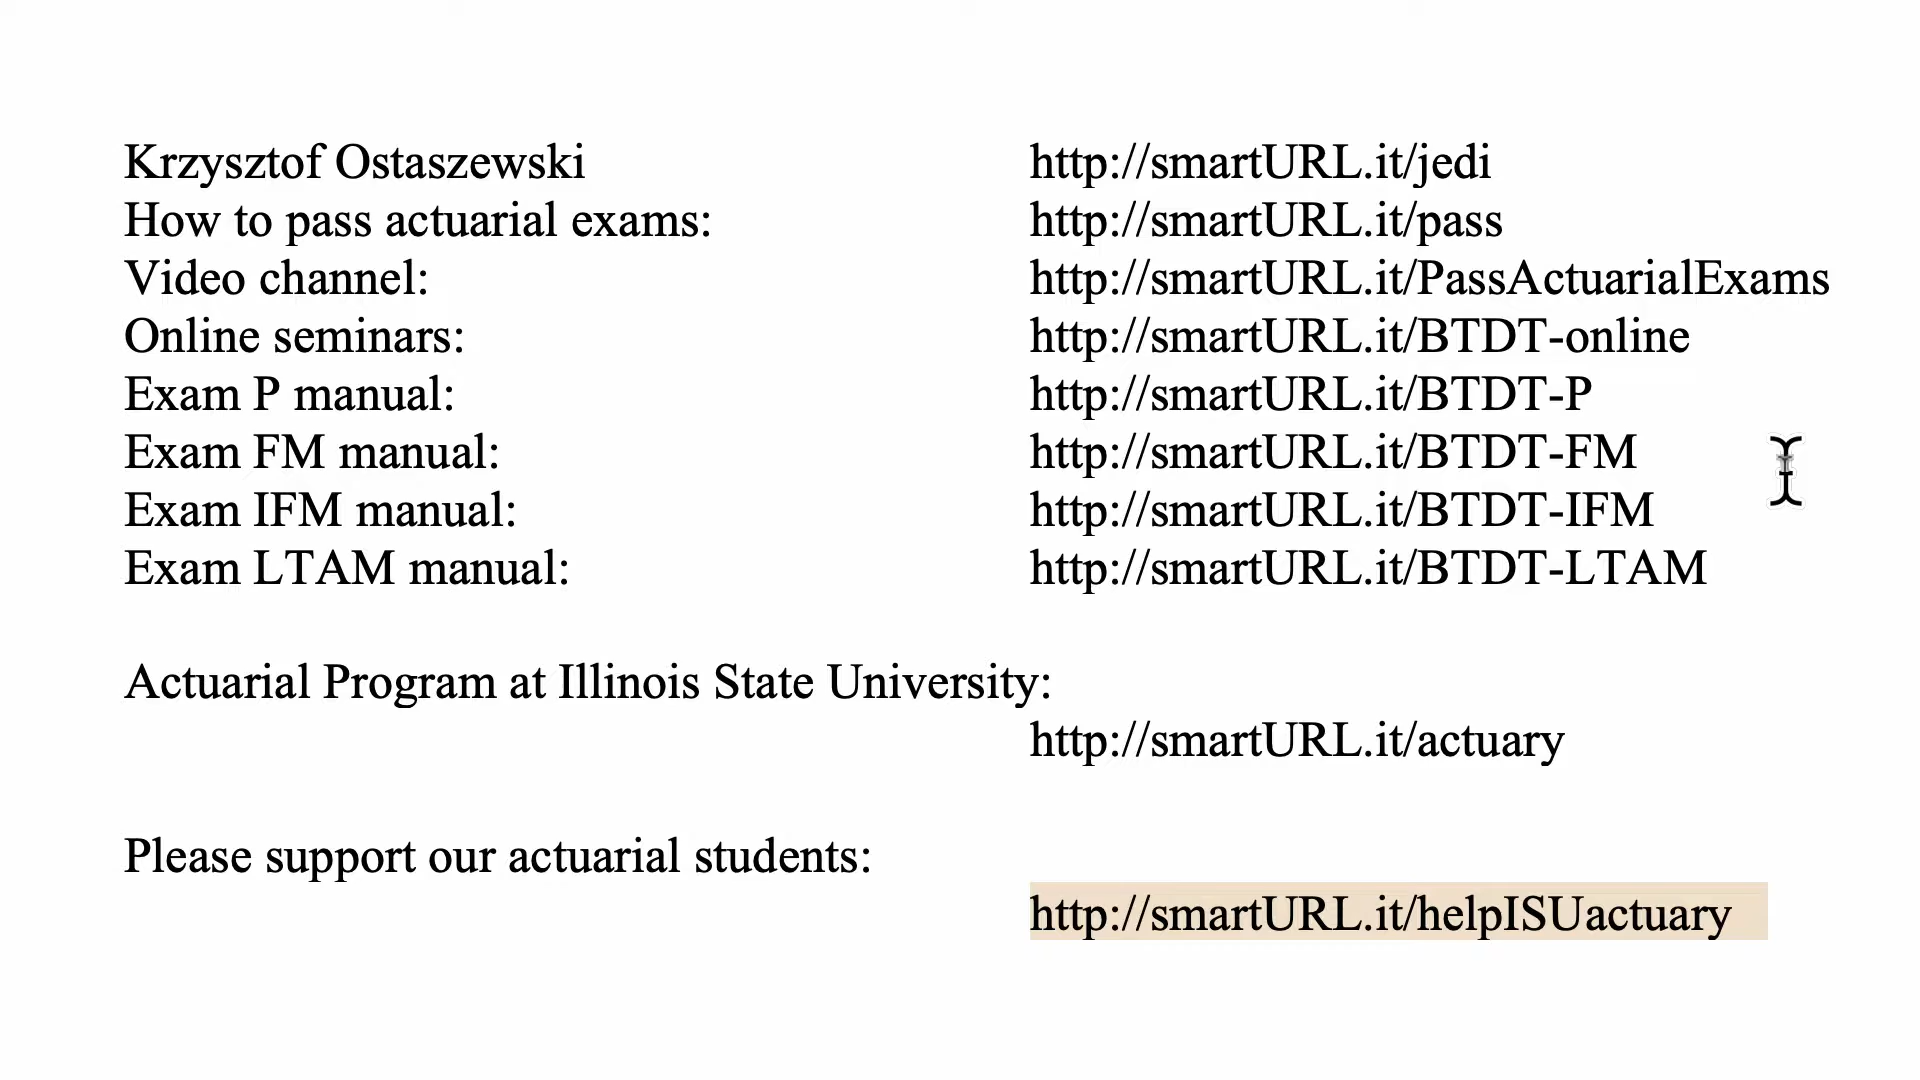 Krzysztof Ostaszewski http://smartURL.it/jedi
How to pass actuarial exams: http://smartURL.it/pass
Video channel: http://smartURL.it/PassActuarialExams
Online seminars: http://smartURL.it/BTDT-online
Exam P manual: http://smartURL.it/BTDT-P
Exam FM manual: http://smartURL.it/BTDT-FM
Exam IFM manual: http://smartURL.it/BTDT-IFM
Exam LTAM manual: http://smartURL.it/BTDT-LTAM
Actuarial Program at Illinois State University:
http://smartURL.it/actuary
Please support our actuarial students:
http://smartURL.it/helpISUactuary